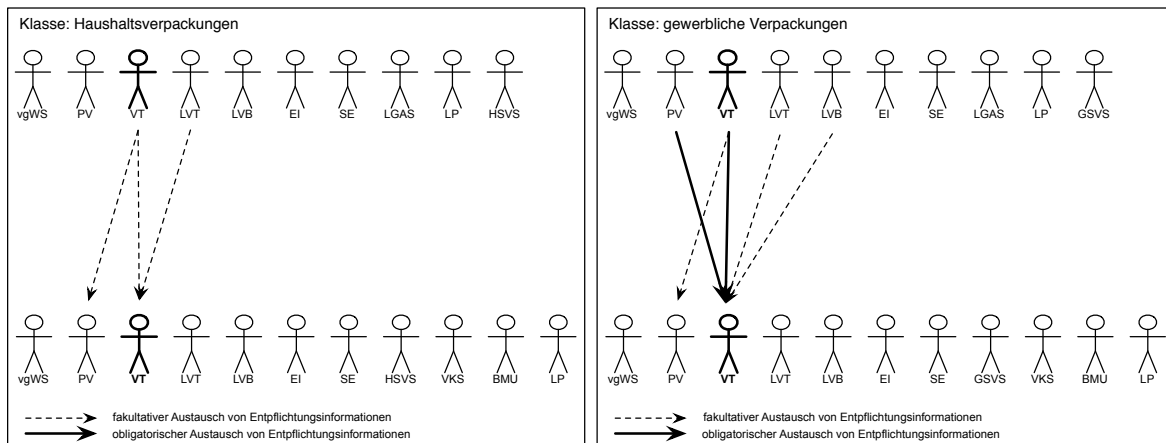 Klasse: Haushaltsverpackungen
vgWS PV VT LVT LVB EI SE LGAS LP HSVS
vgWS PV VT LVT LVB EI SE HSVS VKS BMU LP
fakultativer Austausch von Entpflichtungsinformationen
obligatorischer Austausch von Entpflichtungsinformationen
Klasse: gewerbliche Verpackungen
vgWS PV VT LVT LVB EI SE LGAS LP GSVS
vgWS PV VT LVT LVB EI SE GSVS VKS BMU LP
fakultativer Austausch von Entpflichtungsinformationen
obligatorischer Austausch von Entpflichtungsinformationen